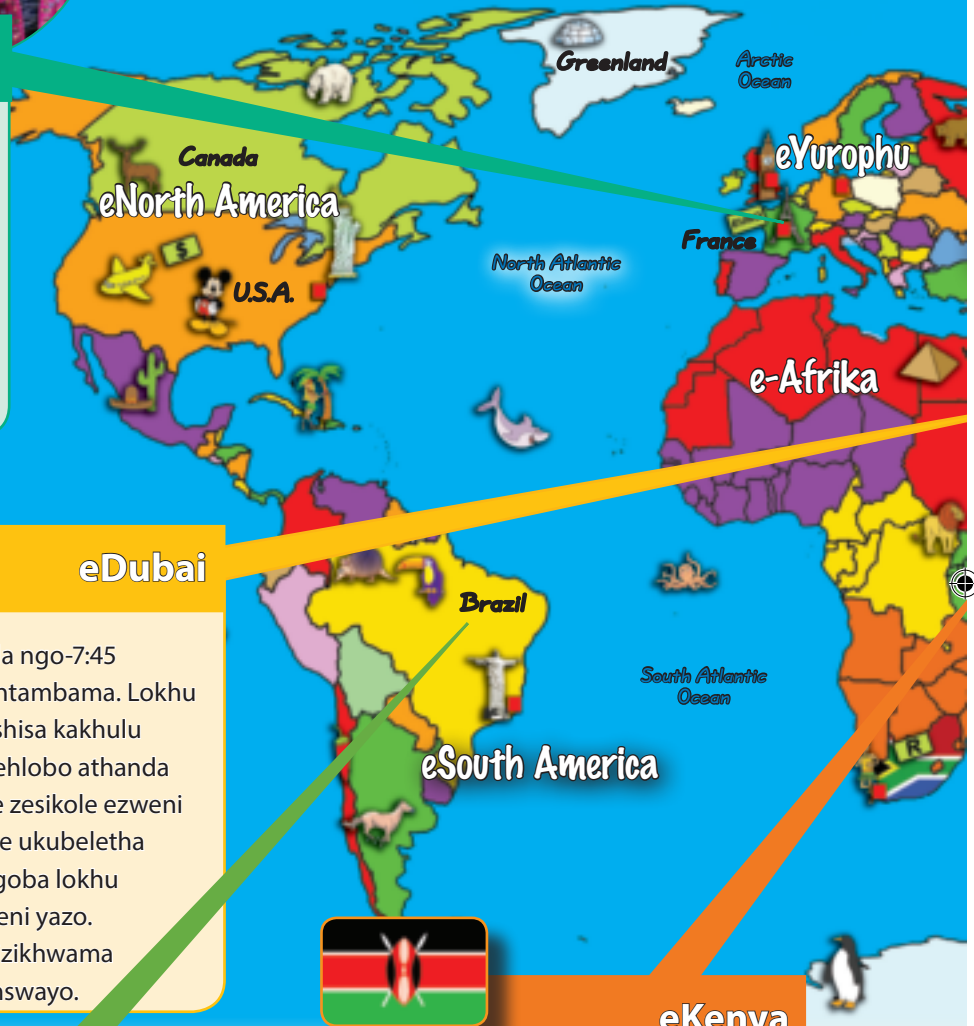 Greenland
Arctic
Ocean
eYurophu
Canada
eNorth America
France
North Atlantic
Ocean
$
U.S.A.
e-Afrika
eDubai
Brazil
a ngo-7:45
ntambama. Lokhu
shisa kakhulu
ehlobo athanda
e zesikole ezweni
e ukubeletha
goba lokhu
eni yazo.
zikhwama
nswayo.
South Atlantic
Ocean
R
eSouth America
eKenya